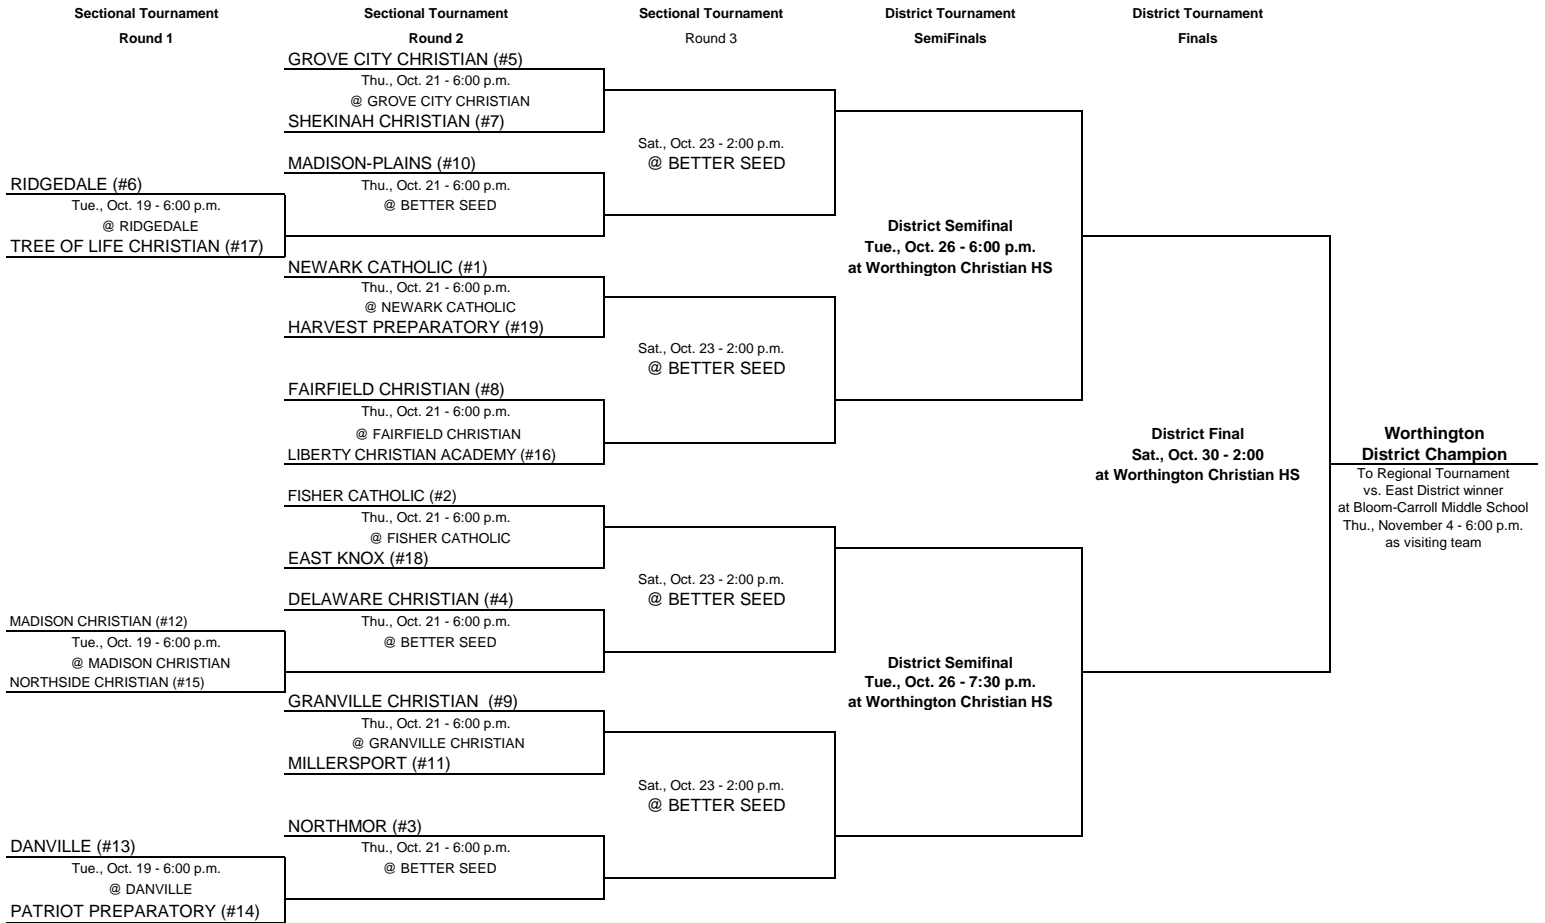 Sectional Tournament
Round 1
Sectional Tournament
Round 2
Sectional Tournament
Round 3
District Tournament
SemiFinals
District Tournament
Finals
RIDGEDALE (#6)
Tue., Oct. 19 - 6:00 p.m.
@ RIDGEDALE
TREE OF LIFE CHRISTIAN (#17)
MADISON CHRISTIAN (#12)
Tue., Oct. 19 - 6:00 p.m.
@ MADISON CHRISTIAN
NORTHSIDE CHRISTIAN (#15)
DANVILLE (#13)
Tue., Oct. 19 - 6:00 p.m.
@ DANVILLE
PATRIOT PREPARATORY (#14)
GROVE CITY CHRISTIAN (#5)
Thu., Oct. 21 - 6:00 p.m.
@ GROVE CITY CHRISTIAN
SHEKINAH CHRISTIAN (#7)
MADISON-PLAINS (#10)
Thu., Oct. 21 - 6:00 p.m.
@ BETTER SEED
NEWARK CATHOLIC (#1)
Thu., Oct. 21 - 6:00 p.m.
@ NEWARK CATHOLIC
HARVEST PREPARATORY (#19)
FAIRFIELD CHRISTIAN (#8)
Thu., Oct. 21 - 6:00 p.m.
@ FAIRFIELD CHRISTIAN
LIBERTY CHRISTIAN ACADEMY (#16)
FISHER CATHOLIC (#2)
Thu., Oct. 21 - 6:00 p.m.
@ FISHER CATHOLIC
EAST KNOX (#18)
DELAWARE CHRISTIAN (#4)
Thu., Oct. 21 - 6:00 p.m.
@ BETTER SEED
GRANVILLE CHRISTIAN (#9)
Thu., Oct. 21 - 6:00 p.m.
@ GRANVILLE CHRISTIAN
MILLERSPORT (#11)
NORTHMOR (#3)
Thu., Oct. 21 - 6:00 p.m.
@ BETTER SEED
Sat., Oct. 23 - 2:00 p.m.
@ BETTER SEED
Sat., Oct. 23 - 2:00 p.m.
@ BETTER SEED
Sat., Oct. 23 - 2:00 p.m.
@ BETTER SEED
Sat., Oct. 23 - 2:00 p.m.
@ BETTER SEED
District Semifinal
Tue., Oct. 26 - 6:00 p.m.
at Worthington Christian HS
District Semifinal
Tue., Oct. 26 - 7:30 p.m.
at Worthington Christian HS
District Final
Sat., Oct. 30 - 2:00
at Worthington Christian HS
Worthington
District Champion
To Regional Tournament
vs. East District winner
at Bloom-Carroll Middle School
Thu., November 4 - 6:00 p.m.
as visiting team